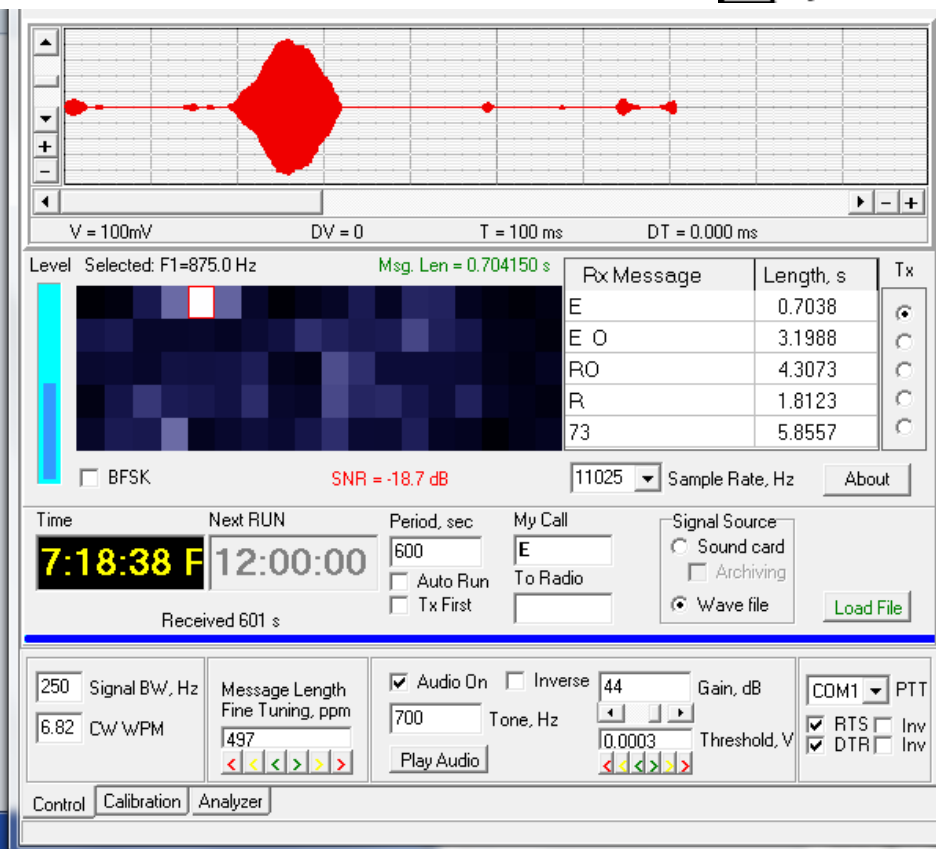 V = 100mV DV = 0 T = 100 ms DT = 0.000 ms
Level Selected: F1=875.0 Hz Msg. Len = 0.704150 s
Rx Message Length, s Tx
E 0.7038
E O 3.1988
RO 4.3073
R 1.8123
73 5.8557
BFSK SNR = -18.7 dB 11025 Sample Rate, Hz About
Time Next RUN Period, sec My Call Signal Source
7:18:38 F 12:00:00 600 E Sound card
Auto Run To Radio Archiving
Tx First Wave file Load File
Received 601 s
250 Signal BW, Hz Message Length Audio On Inverse 44 Gain, dB COM1 PTT
6.82 CW WPM Fine Tuning, ppm 700 Tone, Hz RTS Inv
497 Play Audio 0.0003 Threshold, V DTR Inv
Control Calibration Analyzer